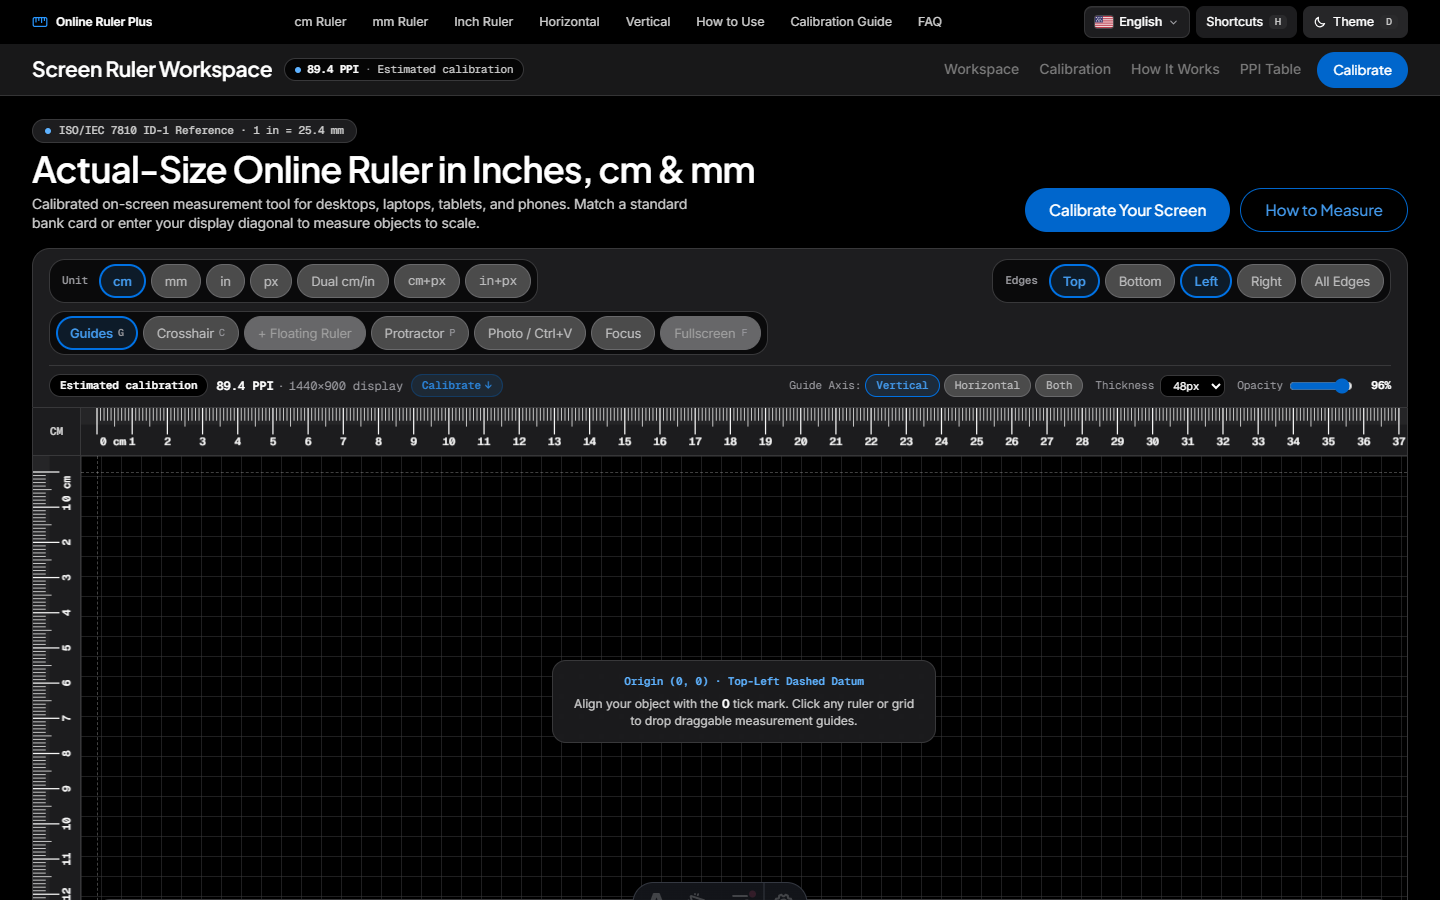 Online Ruler Plus cm Ruler mm Ruler Inch Ruler Horizontal Vertical How to Use Calibration Guide FAQ English Shortcuts H Theme D
Screen Ruler Workspace 89.4 PPI · Estimated calibration Workspace Calibration How It Works PPI Table Calibrate
ISO/IEC 7810 ID-1 Reference · 1 in = 25.4 mm
Actual-Size Online Ruler in Inches, cm & mm
Calibrated on-screen measurement tool for desktops, laptops, tablets, and phones. Match a standard
bank card or enter your display diagonal to measure objects to scale.
Calibrate Your Screen How to Measure
Unit cm mm in px Dual cm/in cm+px in+px Edges Top Bottom Left Right All Edges
Guides G Crosshair C + Floating Ruler Protractor P Photo / Ctrl+V Focus Fullscreen F
Estimated calibration 89.4 PPI · 1440×900 display Calibrate ↓ Guide Axis: Vertical Horizontal Both Thickness 48px Opacity 96%
CM 0 cm 1 2 3 4 5 6 7 8 9 10 11 12 13 14 15 16 17 18 19 20 21 22 23 24 25 26 27 28 29 30 31 32 33 34 35 36 37
0 cm
1
2
3
4
5
6
7
8
9
10
11
12
Origin (0, 0) · Top-Left Dashed Datum
Align your object with the 0 tick mark. Click any ruler or grid
to drop draggable measurement guides.